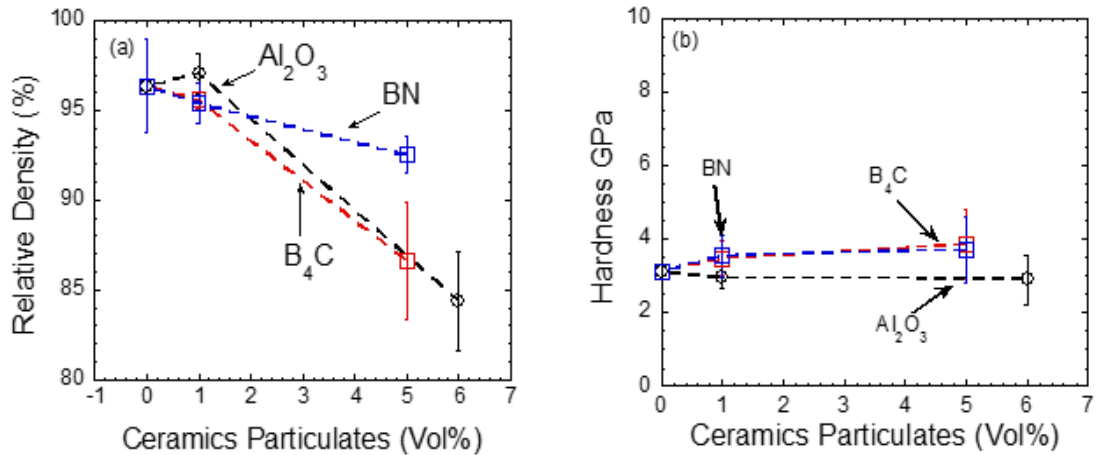 (a)
Al₂O₃
BN
B₄C
Relative Density (%)
100
95
90
85
80
-1 0 1 2 3 4 5 6 7
Ceramics Particulates (Vol%)
(b)
BN
B₄C
Al₂O₃
Hardness GPa
10
8
6
4
2
0
0 1 2 3 4 5 6 7
Ceramics Particulates (Vol%)